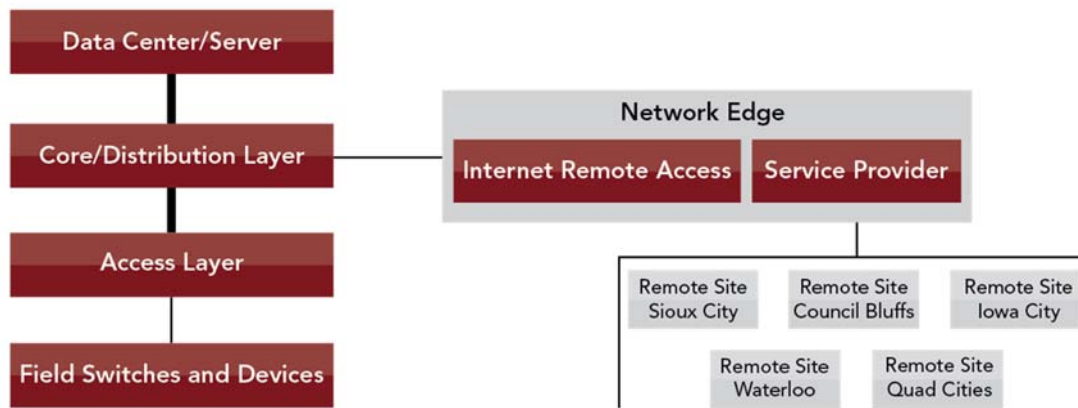 Data Center/Server
Core/Distribution Layer
Access Layer
Field Switches and Devices
Network Edge
Internet Remote Access
Service Provider
Remote Site
Sioux City
Remote Site
Council Bluffs
Remote Site
Iowa City
Remote Site
Waterloo
Remote Site
Quad Cities